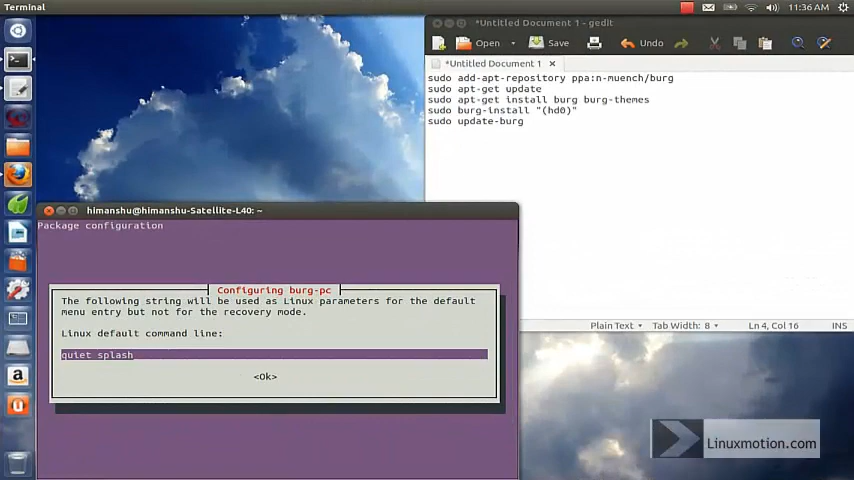 Terminal
11:36 AM
*Untitled Document 1 - gedit
Open
Save
Undo
*Untitled Document 1
sudo add-apt-repository ppa:n-muench/burg
sudo apt-get update
sudo apt-get install burg burg-themes
sudo burg-install "(hd0)"
sudo update-burg
himanshu@himanshu-Satellite-L40: ~
Package configuration
Configuring burg-pc
The following string will be used as Linux parameters for the default
menu entry but not for the recovery mode.
Linux default command line:
quiet splash
<Ok>
Plain Text
Tab Width: 8
Ln 4, Col 16
INS
Linuxmotion.com